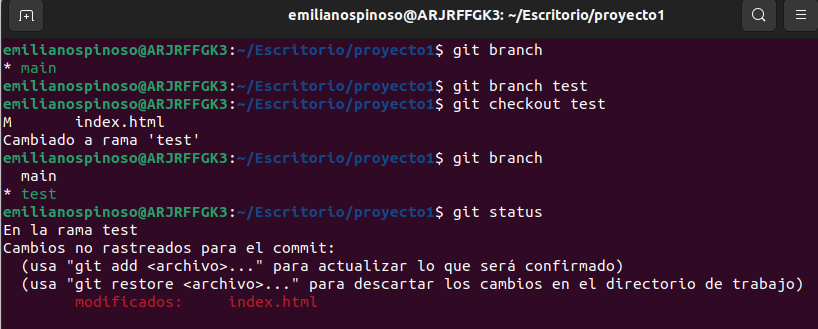 emilianospinoso@ARJRFFGK3: ~/Escritorio/proyecto1
emilianospinoso@ARJRFFGK3:~/Escritorio/proyecto1$ git branch
* main
emilianospinoso@ARJRFFGK3:~/Escritorio/proyecto1$ git branch test
emilianospinoso@ARJRFFGK3:~/Escritorio/proyecto1$ git checkout test
M       index.html
Cambiado a rama 'test'
emilianospinoso@ARJRFFGK3:~/Escritorio/proyecto1$ git branch
  main
* test
emilianospinoso@ARJRFFGK3:~/Escritorio/proyecto1$ git status
En la rama test
Cambios no rastreados para el commit:
  (usa "git add <archivo>..." para actualizar lo que será confirmado)
  (usa "git restore <archivo>..." para descartar los cambios en el directorio de trabajo)
        modificados:     index.html